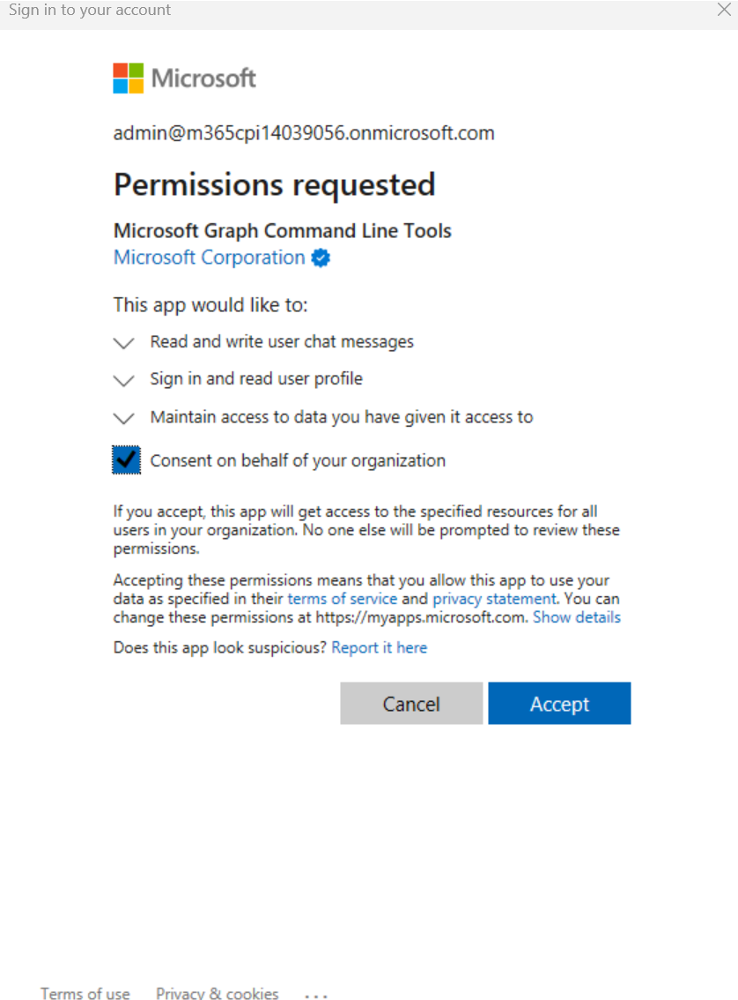 Sign in to your account
Microsoft
admin@m365cpi14039056.onmicrosoft.com
Permissions requested
Microsoft Graph Command Line Tools
Microsoft Corporation
This app would like to:
Read and write user chat messages
Sign in and read user profile
Maintain access to data you have given it access to
Consent on behalf of your organization
If you accept, this app will get access to the specified resources for all
users in your organization. No one else will be prompted to review these
permissions.
Accepting these permissions means that you allow this app to use your
data as specified in their terms of service and privacy statement. You can
change these permissions at https://myapps.microsoft.com. Show details
Does this app look suspicious? Report it here
Cancel Accept
Terms of use Privacy & cookies ...